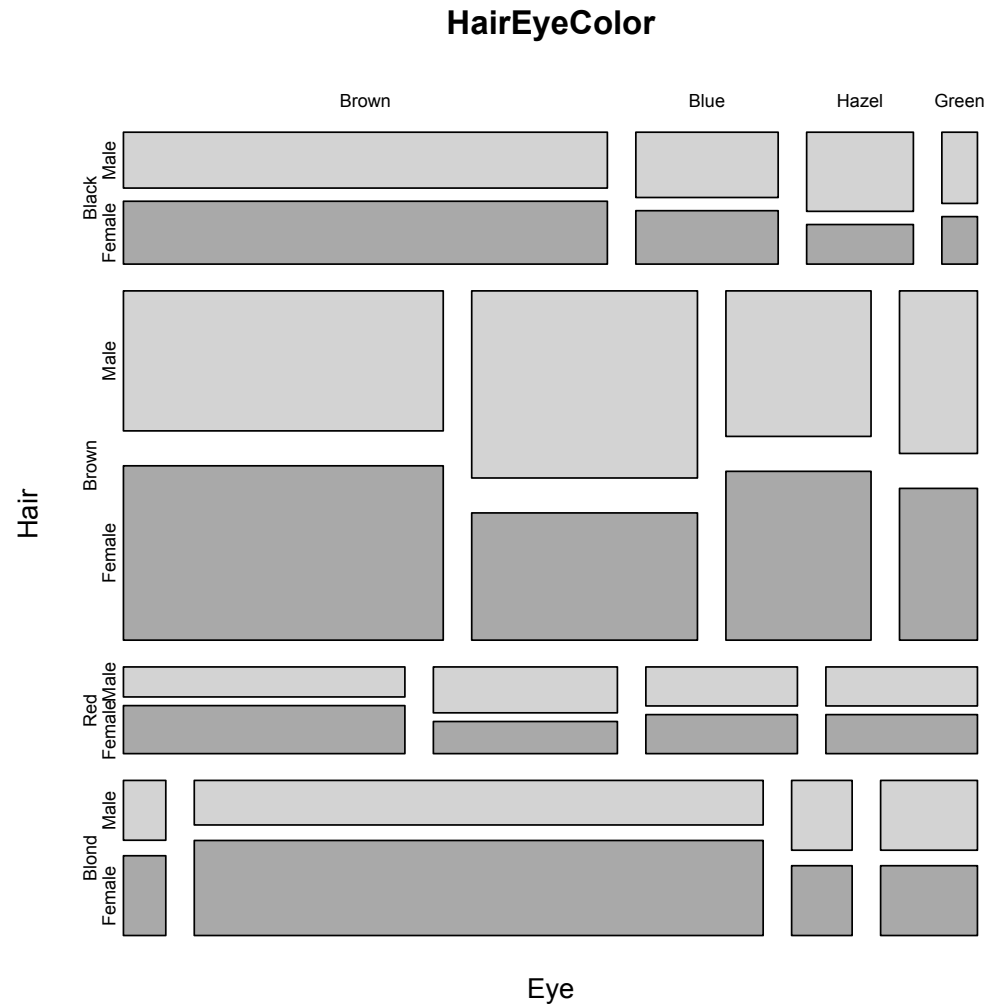 HairEyeColor
Brown Blue Hazel Green
Black
Male
Female
Brown
Male
Female
Red
Male
Female
Blond
Male
Female
Hair
Eye